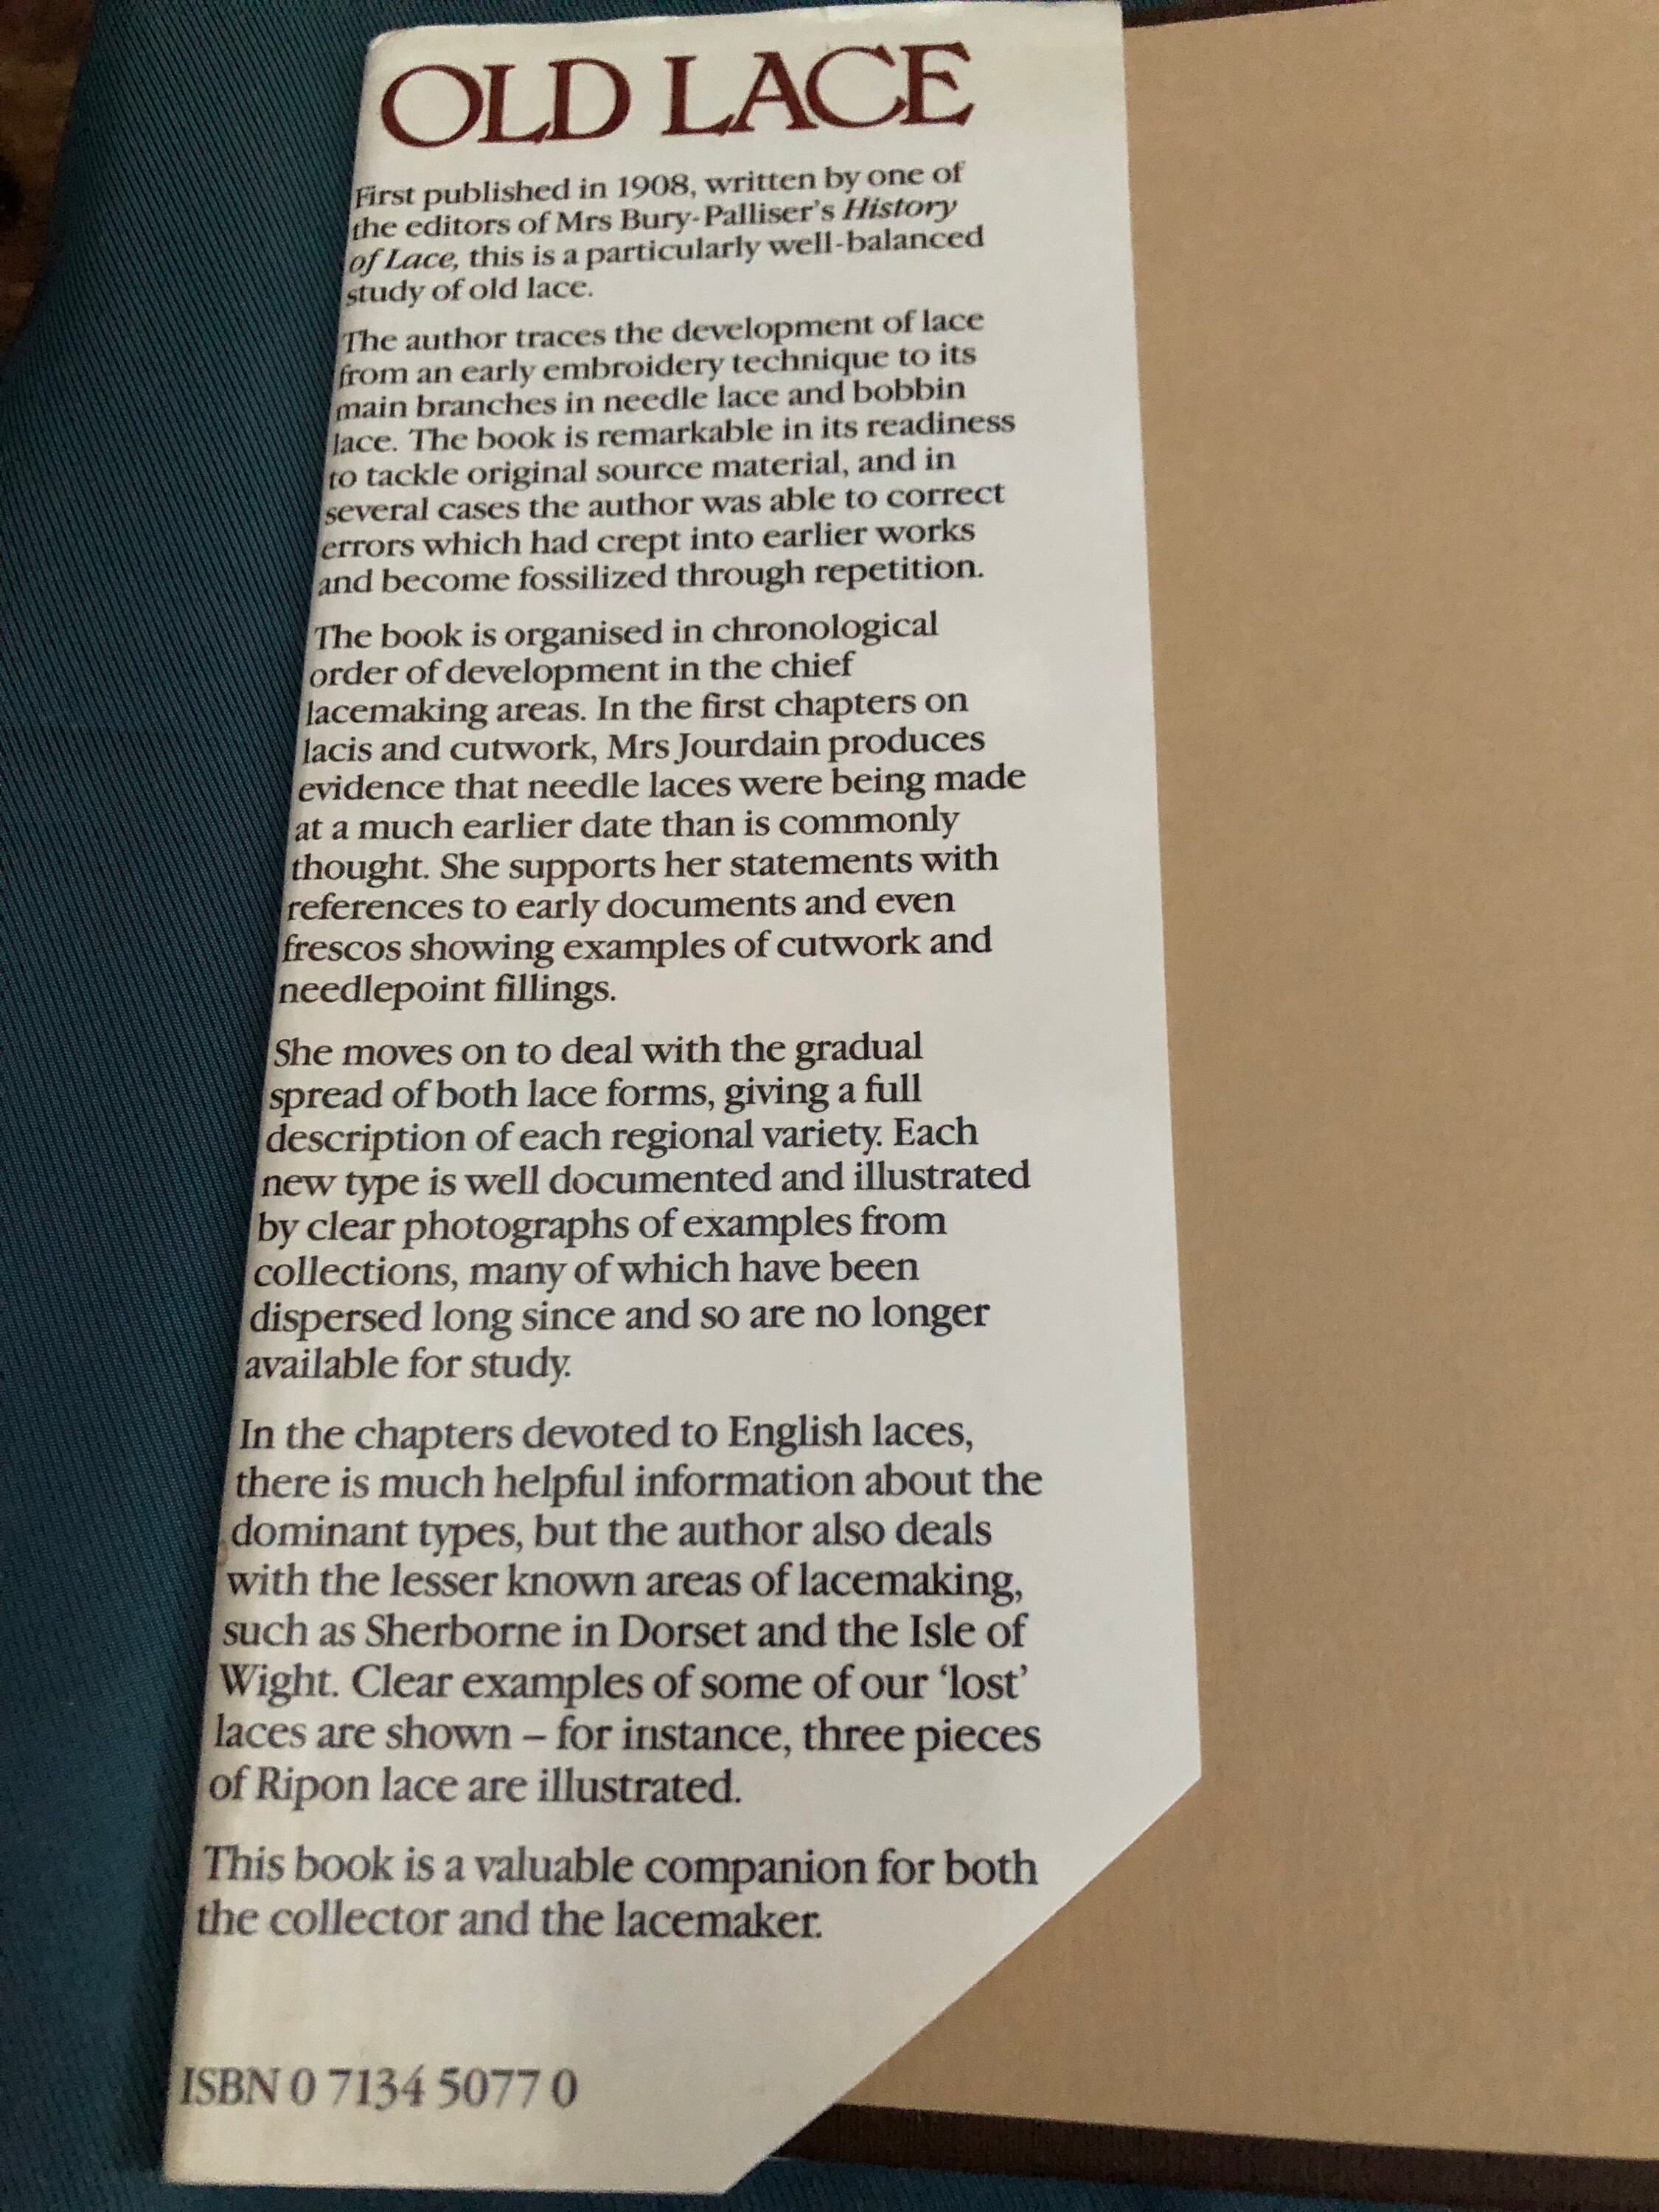 OLD LACE
First published in 1908, written by one of
the editors of Mrs Bury-Palliser's History
of Lace, this is a particularly well-balanced
study of old lace.
The author traces the development of lace
from an early embroidery technique to its
main branches in needle lace and bobbin
lace. The book is remarkable in its readiness
to tackle original source material, and in
several cases the author was able to correct
errors which had crept into earlier works
and become fossilized through repetition.
The book is organised in chronological
order of development in the chief
lacemaking areas. In the first chapters on
lacis and cutwork, Mrs Jourdain produces
evidence that needle laces were being made
at a much earlier date than is commonly
thought. She supports her statements with
references to early documents and even
frescos showing examples of cutwork and
needlepoint fillings.
She moves on to deal with the gradual
spread of both lace forms, giving a full
description of each regional variety. Each
new type is well documented and illustrated
by clear photographs of examples from
collections, many of which have been
dispersed long since and so are no longer
available for study.
In the chapters devoted to English laces,
there is much helpful information about the
dominant types, but the author also deals
with the lesser known areas of lacemaking,
such as Sherborne in Dorset and the Isle of
Wight. Clear examples of some of our 'lost'
laces are shown – for instance, three pieces
of Ripon lace are illustrated.
This book is a valuable companion for both
the collector and the lacemaker.
ISBN 0 7134 5077 0